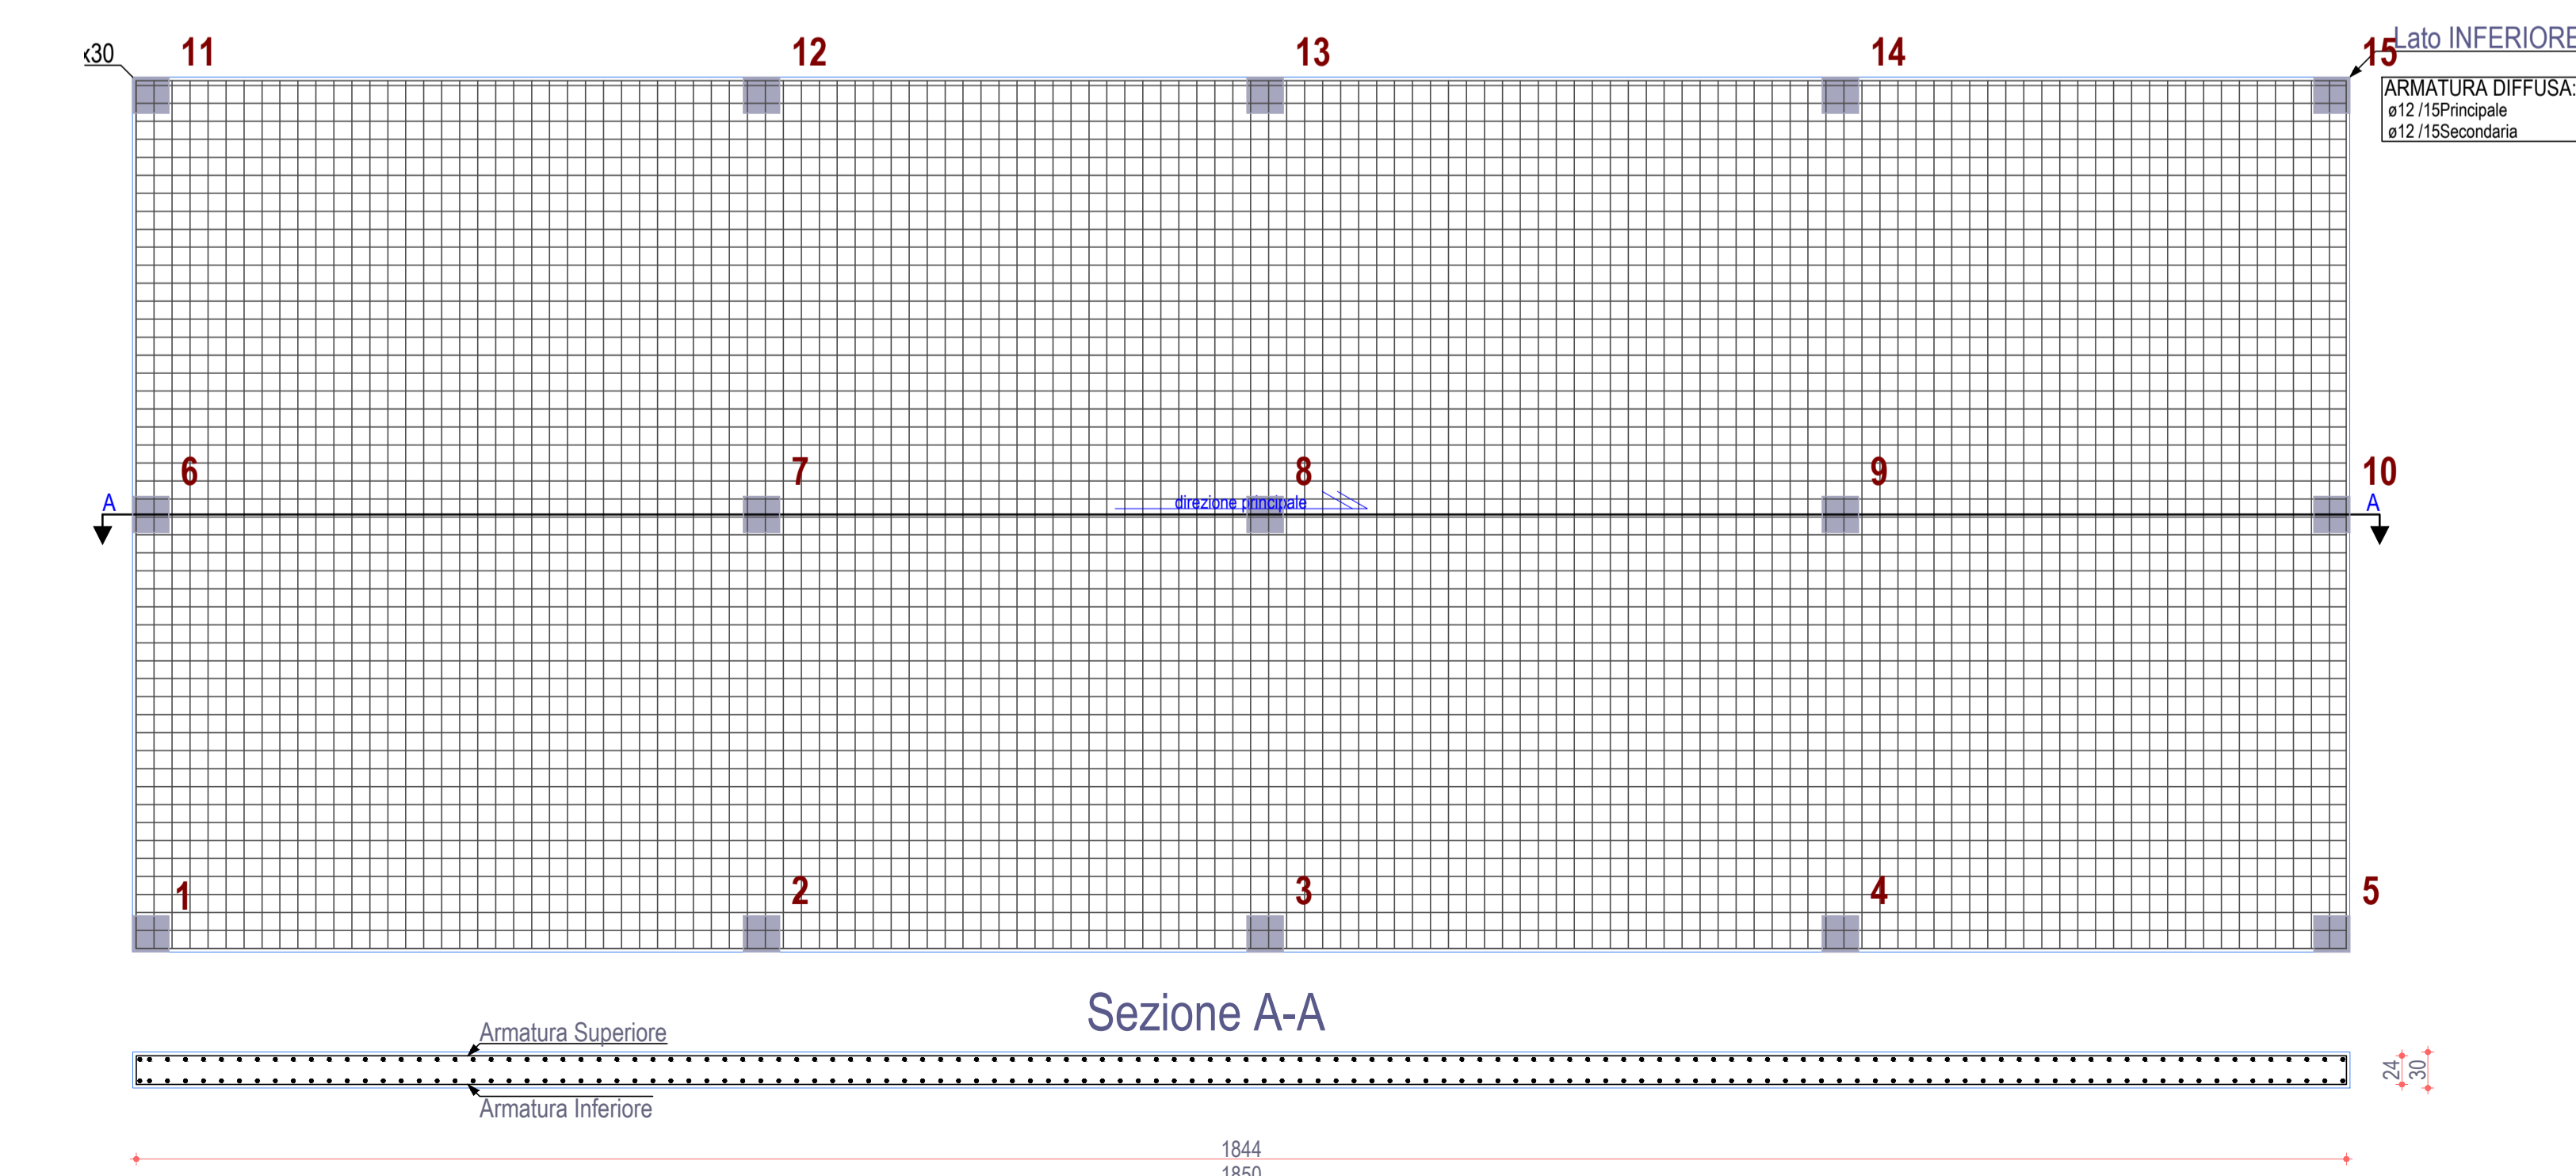 x30
11
12
13
14
15
Lato INFERIORE
ARMATURA DIFFUSA:
ø12 /15Principale
ø12 /15Secondaria
6
7
8
9
10
A
direzione principale
A
1
2
3
4
5
Sezione A-A
Armatura Superiore
Armatura Inferiore
24
30
1844
1850